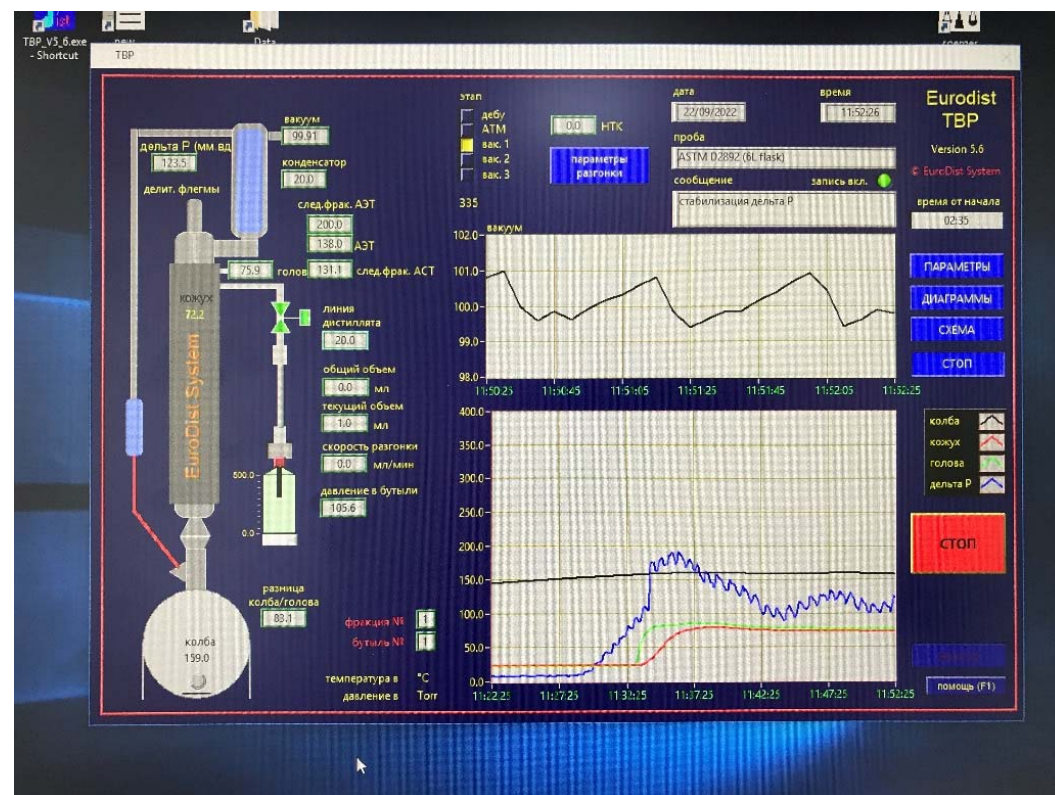 TBP_V5_6.exe
- Shortcut
new
Data
TBP
этап
дебу
АТМ
вак. 1
вак. 2
вак. 3
335
0.0 НТК
параметры
разгонки
дата
22/09/2022
время
11:52:26
проба
ASTM D2892 (6L flask)
сообщение
запись вкл.
стабилизация дельта Р
Eurodist
TBP
Version 5.6
© EuroDist System
время от начала
02:35
вакуум
99.91
дельта Р (мм.вд
123.5
конденсатор
20.0
делит. флегмы
след.фрак. АЭТ
200.0
138.0 АЭТ
75.9 голов 131.1 след.фрак. АСТ
кожух
72.2
EuroDist System
линия
дистиллята
20.0
общий объем
0.0 мл
текущий объем
1.0 мл
скорость разгонки
0.0 мл/мин
давление в бутыли
105.6
500.0
0.0
разница
колба/голова
83.1
колба
159.0
фракция №
1
бутыль №
1
температура в °C
давление в Torr
вакуум
102.0
101.0
100.0
99.0
98.0
11:50:25 11:50:45 11:51:05 11:51:25 11:51:45 11:52:05 11:52:25
400.0
350.0
300.0
250.0
200.0
150.0
100.0
50.0
0.0
11:22:25 11:27:25 11:32:25 11:37:25 11:42:25 11:47:25 11:52:25
ПАРАМЕТРЫ
ДИАГРАММЫ
СХЕМА
СТОП
колба
кожух
голова
дельта Р
СТОП
помощь (F1)